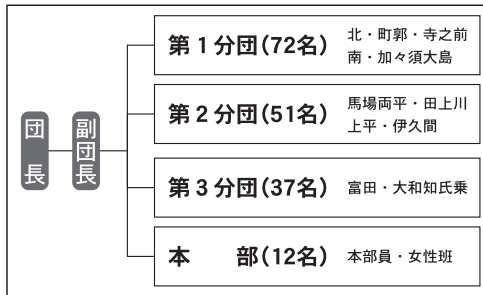 団長
副団長
第1分団(72名)
北・町郭・寺之前
南・加々須大島
第2分団(51名)
馬場両平・田上川
上平・伊久間
第3分団(37名)
富田・大和知氏乗
本　　部(12名)
本部員・女性班